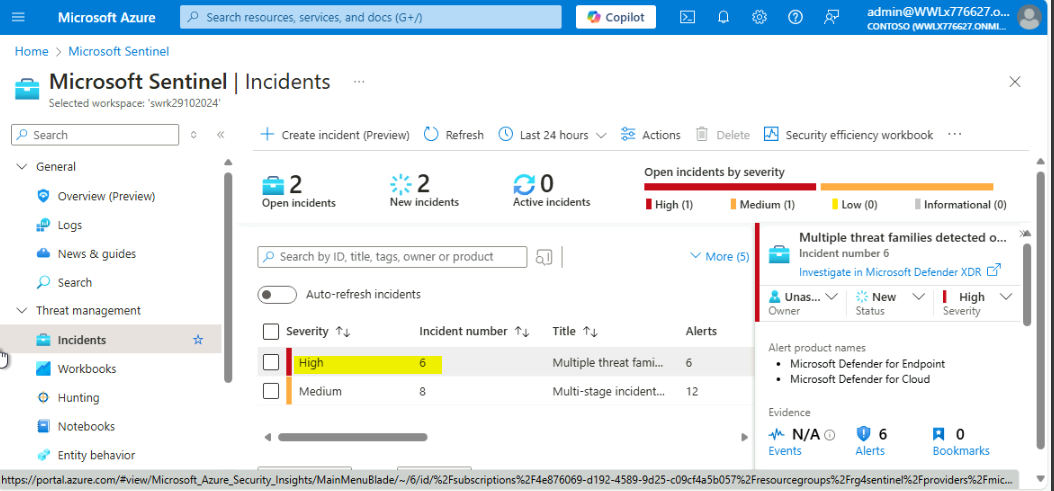 Microsoft Azure
Search resources, services, and docs (G+/)
Copilot
admin@WWLx776627.o...
CONTOSO (WWLX776627.ONMI...
Home > Microsoft Sentinel
Microsoft Sentinel | Incidents ...
Selected workspace: 'swrk29102024'
Search
General
Overview (Preview)
Logs
News & guides
Search
Threat management
Incidents
Workbooks
Hunting
Notebooks
Entity behavior
Create incident (Preview) Refresh Last 24 hours Actions Delete Security efficiency workbook ...
2 Open incidents
2 New incidents
0 Active incidents
Open incidents by severity
High (1) Medium (1) Low (0) Informational (0)
Search by ID, title, tags, owner or product
More (5)
Auto-refresh incidents
Severity Incident number Title Alerts
High 6 Multiple threat fami... 6
Medium 8 Multi-stage incident... 12
Multiple threat families detected o...
Incident number 6
Investigate in Microsoft Defender XDR
Unas... New High
Owner Status Severity
Alert product names
• Microsoft Defender for Endpoint
• Microsoft Defender for Cloud
Evidence
N/A 6 0
Events Alerts Bookmarks
https://portal.azure.com/#view/Microsoft_Azure_Security_Insights/MainMenuBlade/~/6/id/%2Fsubscriptions%2F4e876069-d192-4589-9d25-c09cf4a5b057%2Fresourcegroups%2Frg4sentinel%2Fproviders%2Fmic...